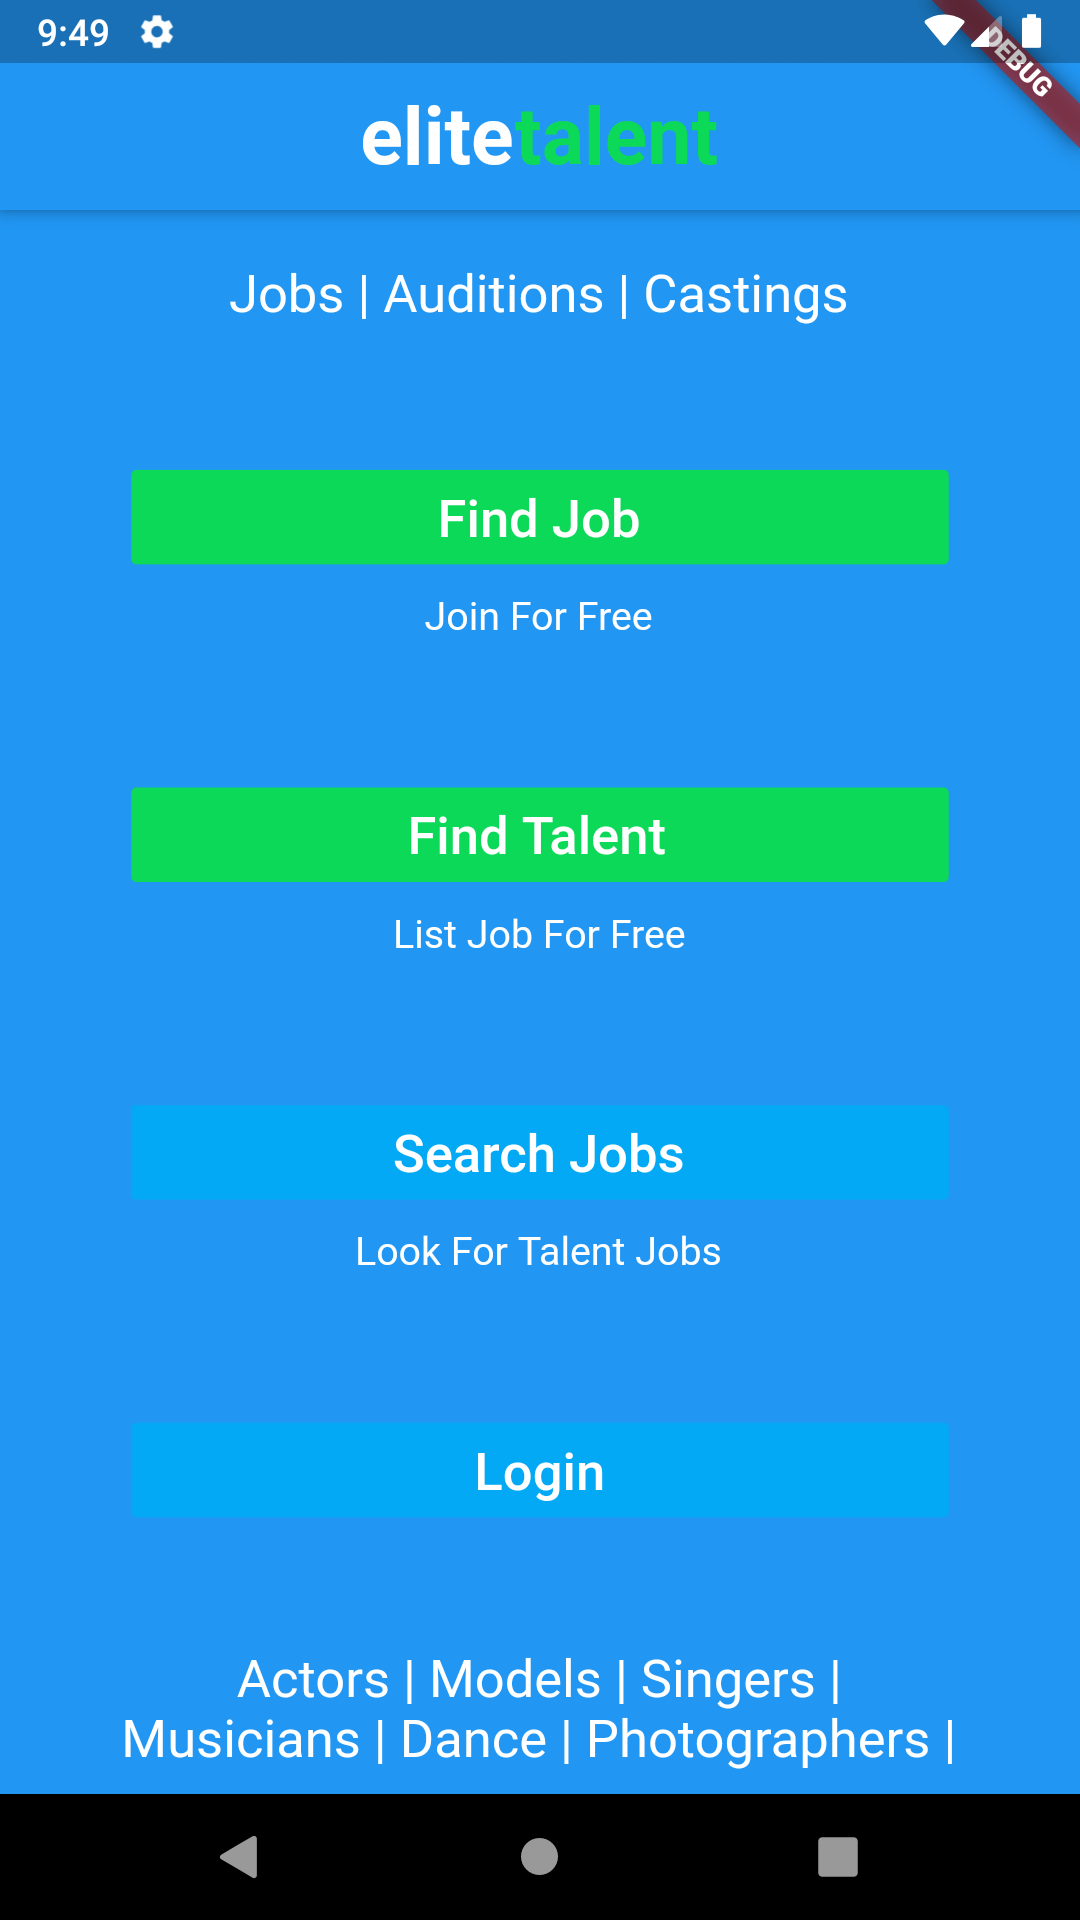 9:49
DEBUG
elitetalent
Jobs | Auditions | Castings
Find Job
Join For Free
Find Talent
List Job For Free
Search Jobs
Look For Talent Jobs
Login
Actors | Models | Singers |
Musicians | Dance | Photographers |